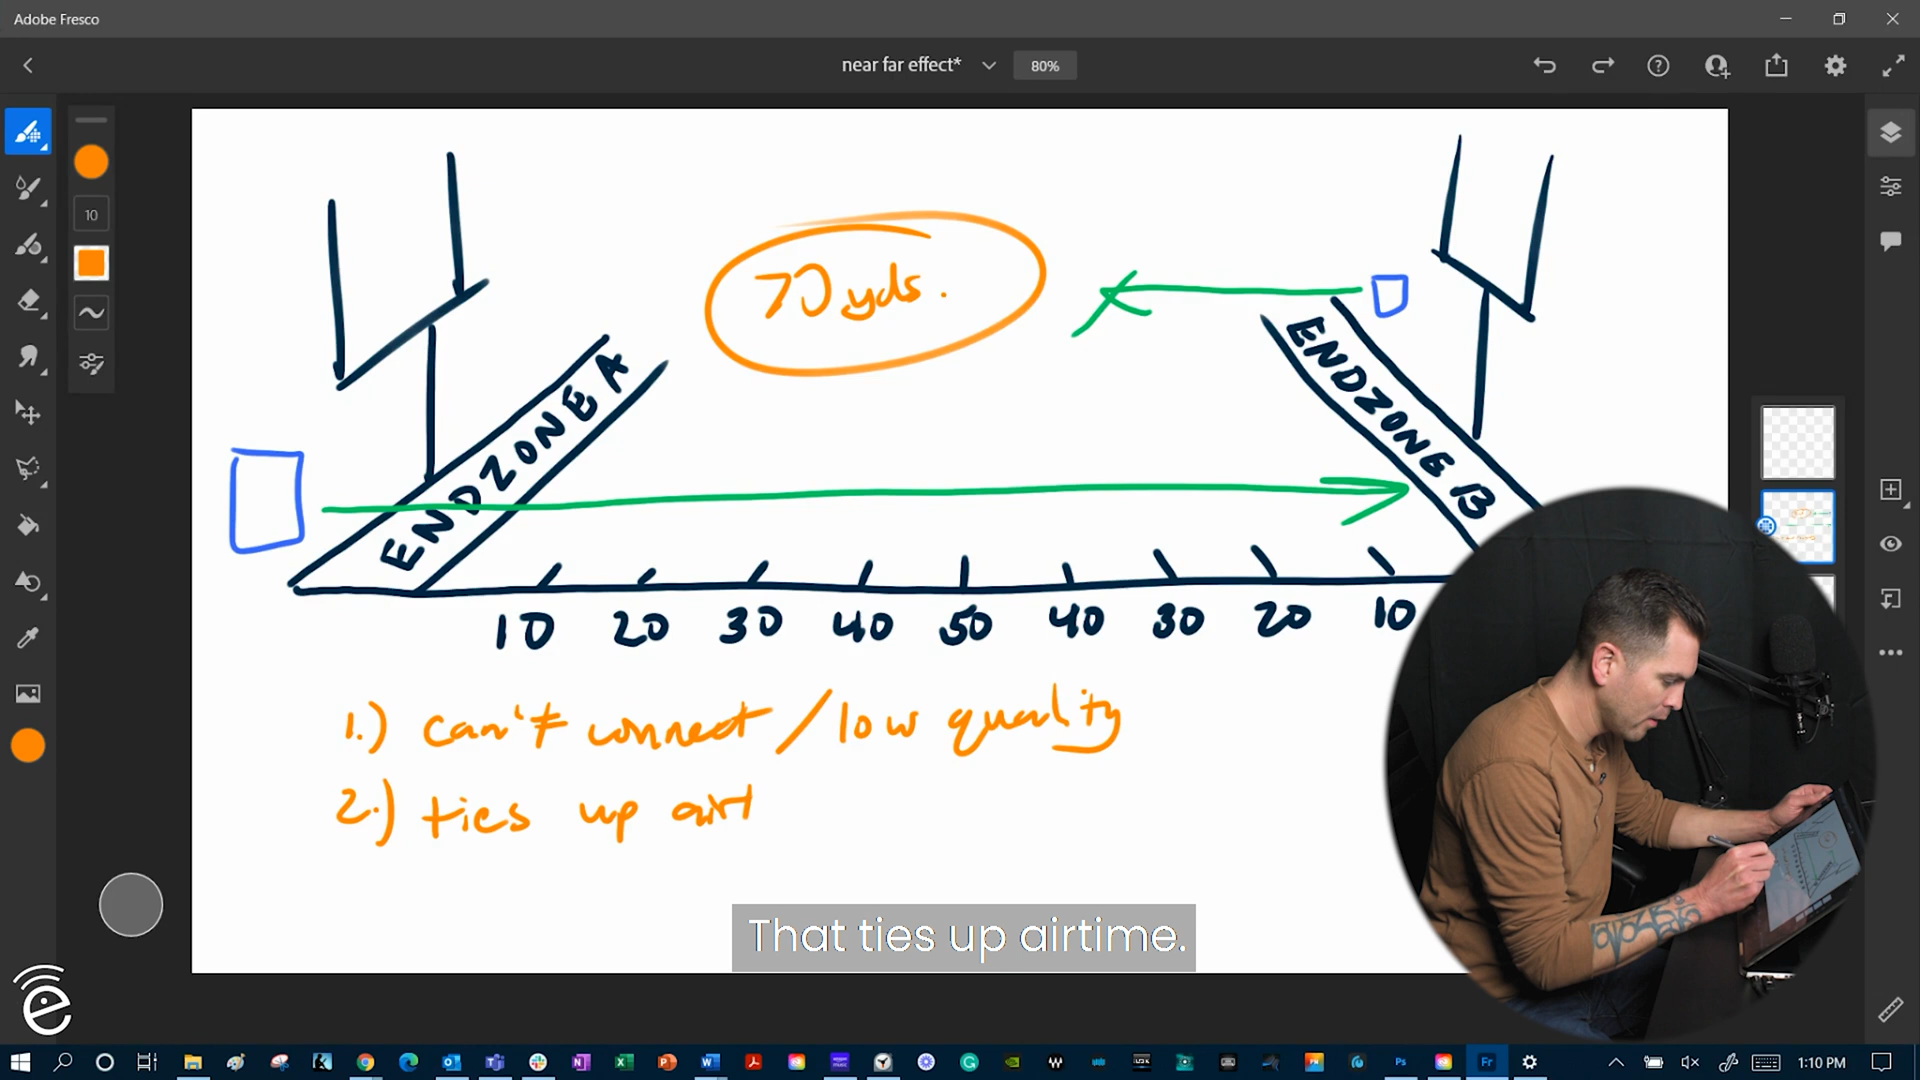 Adobe Fresco
near far effect*
80%
10
70 yds.
ENDZONE A
ENDZONE B
10 20 30 40 50 40 30 20 10
1.) can't connect / low quality
2.) ties up airt
That ties up airtime.
1:10 PM